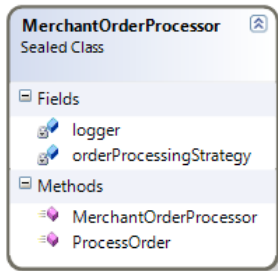 MerchantOrderProcessor
Sealed Class
Fields
logger
orderProcessingStrategy
Methods
MerchantOrderProcessor
ProcessOrder